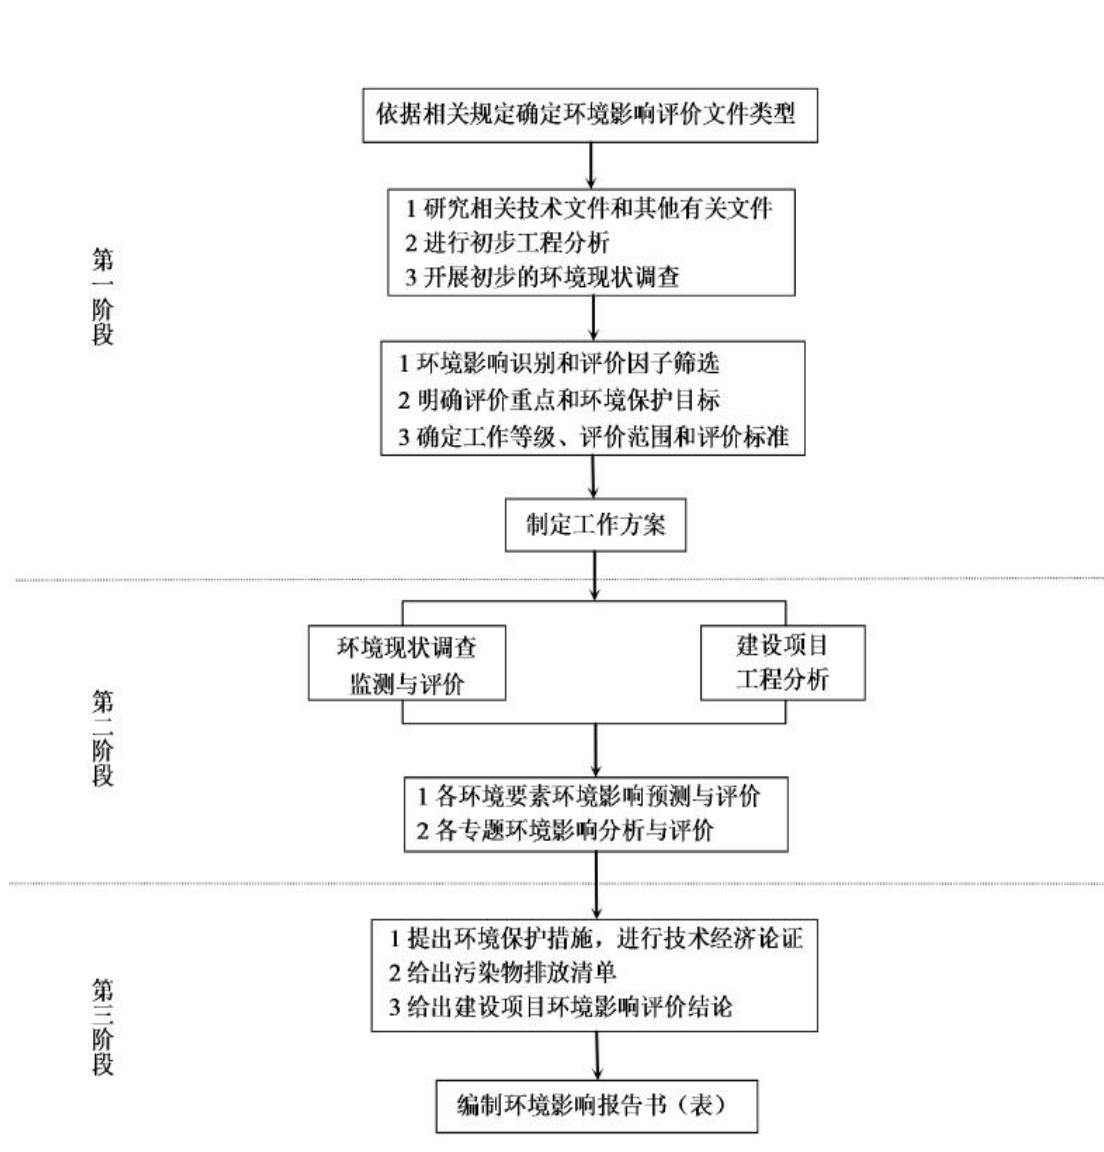 依据相关规定确定环境影响评价文件类型
1 研究相关技术文件和其他有关文件
2 进行初步工程分析
3 开展初步的环境现状调查
第一阶段
1 环境影响识别和评价因子筛选
2 明确评价重点和环境保护目标
3 确定工作等级、评价范围和评价标准
制定工作方案
环境现状调查
监测与评价
建设项目
工程分析
第二阶段
1 各环境要素环境影响预测与评价
2 各专题环境影响分析与评价
1 提出环境保护措施，进行技术经济论证
2 给出污染物排放清单
3 给出建设项目环境影响评价结论
第三阶段
编制环境影响报告书（表）